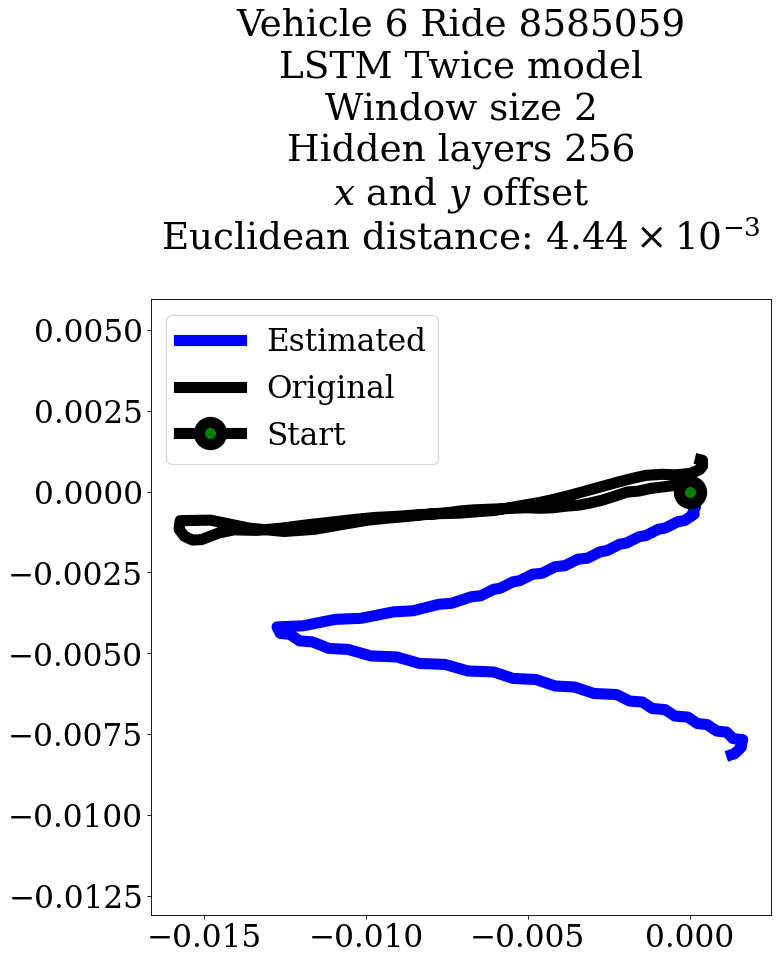 Vehicle 6 Ride 8585059
LSTM Twice model
Window size 2
Hidden layers 256
x and y offset
Euclidean distance: 4.44 × 10⁻³
Estimated
Original
Start
0.0050
0.0025
0.0000
−0.0025
−0.0050
−0.0075
−0.0100
−0.0125
−0.015 −0.010 −0.005 0.000